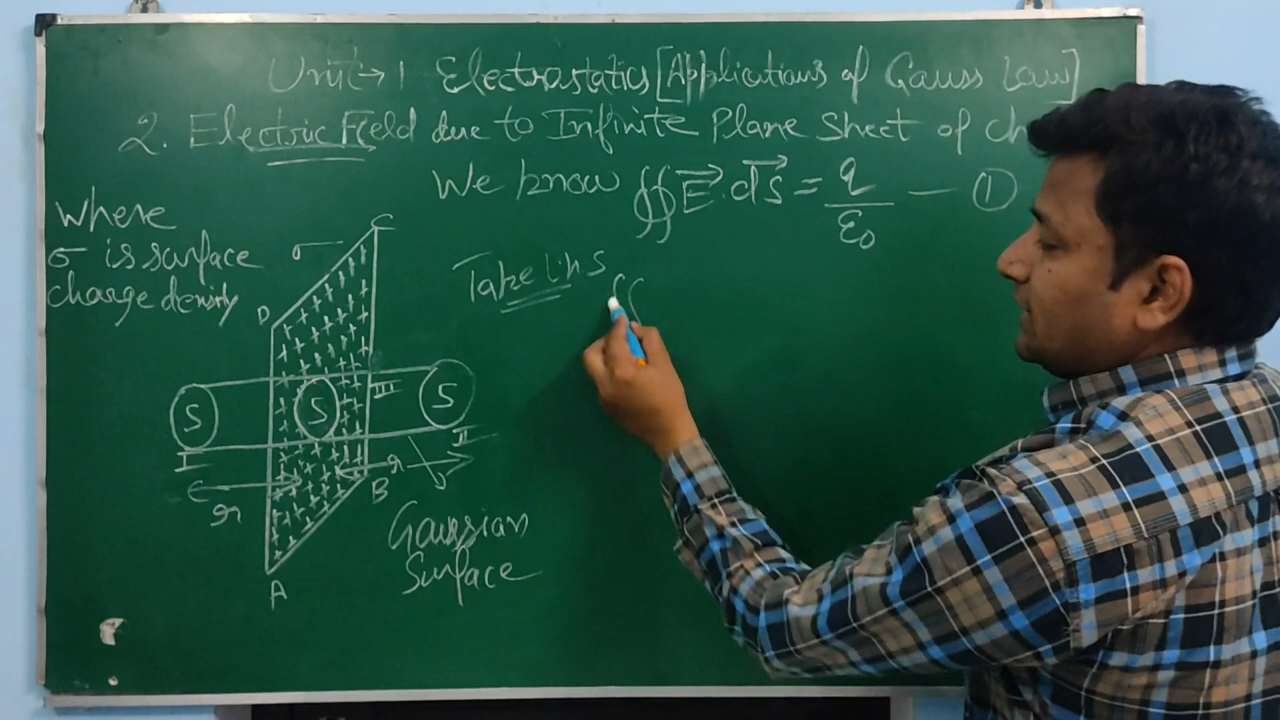 Unit → 1 Electrostatics [Applications of Gauss Law]
2. Electric Field due to Infinite Plane Sheet of Ch
We know ∯ E⃗.ds⃗ = q/ε₀ — ①
Where
σ is surface
charge density
σ
C
D
Take L.H.S
S S S
III
I II
r
r
B
A
Gaussian
Surface